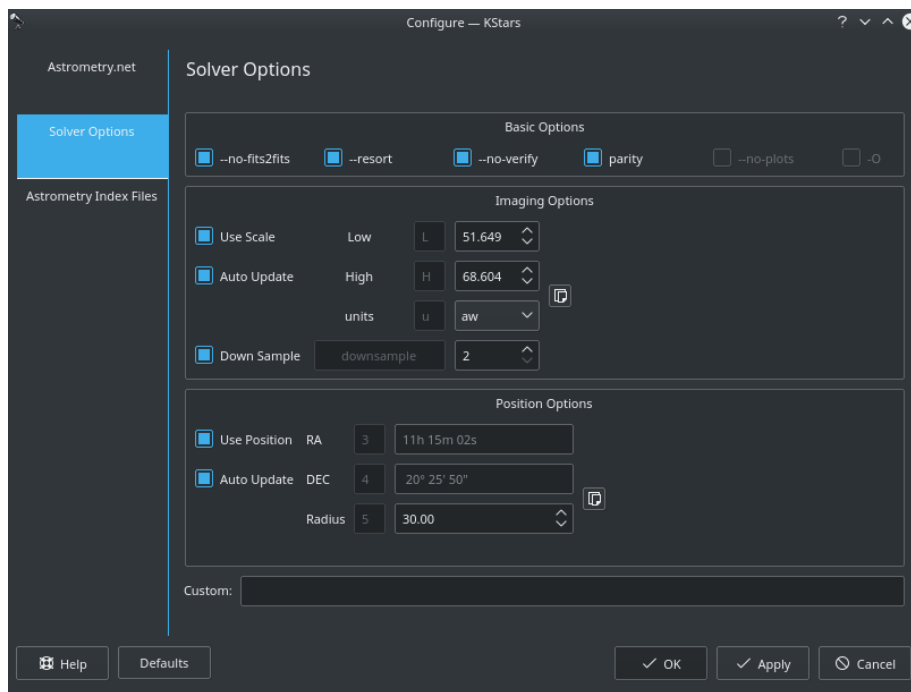 Configure — KStars
Astrometry.net
Solver Options
Astrometry Index Files
Solver Options
Basic Options
--no-fits2fits --resort --no-verify parity --no-plots -O
Imaging Options
Use Scale Low L 51.649
Auto Update High H 68.604
units u aw
Down Sample downsample 2
Position Options
Use Position RA 3 11h 15m 02s
Auto Update DEC 4 20° 25' 50"
Radius 5 30.00
Custom:
Help Defaults OK Apply Cancel